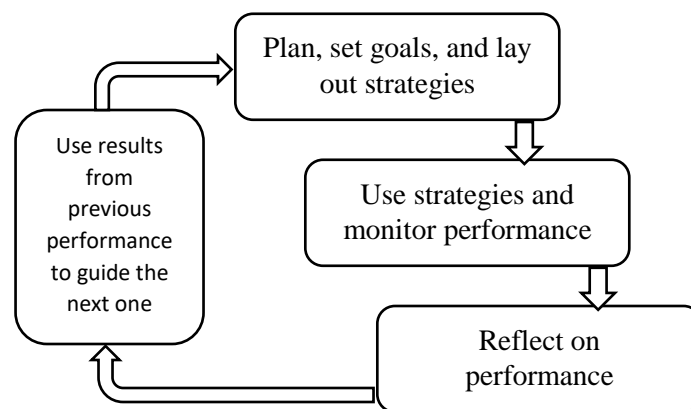 Plan, set goals, and lay
out strategies
Use strategies and
monitor performance
Reflect on
performance
Use results
from
previous
performance
to guide the
next one